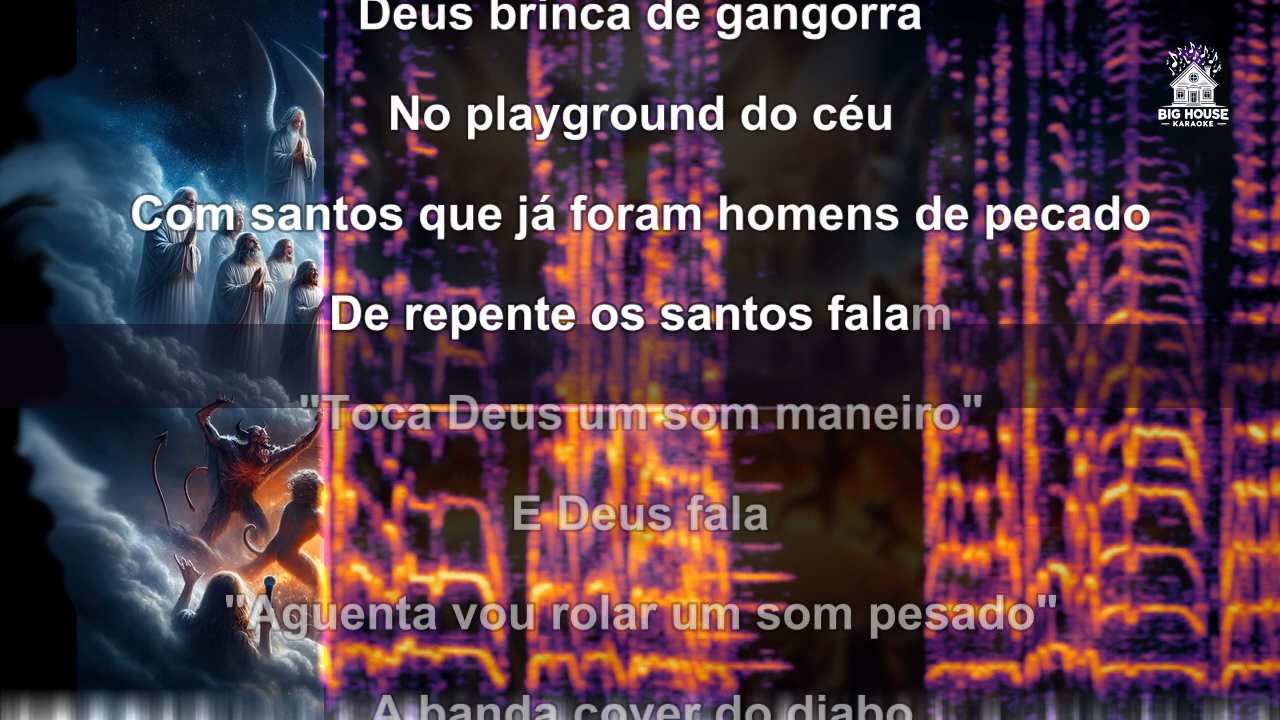 Deus brinca de gangorra
No playground do céu
Com santos que já foram homens de pecado
De repente os santos falam
"Toca Deus um som maneiro"
E Deus fala
"Aguenta vou rolar um som pesado"
A banda cover do diabo
BIG HOUSE
KARAOKE